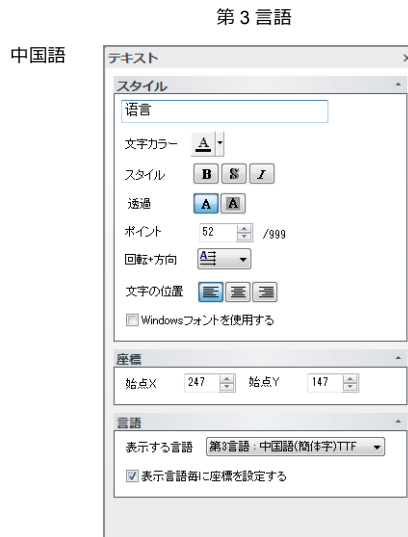 第 3 言語
中国語
テキスト
スタイル
语言
文字カラー A
スタイル B S I
透過 A A
ポイント 52 /999
回転+方向 A
文字の位置
Windowsフォントを使用する
座標
始点X 247 始点Y 147
言語
表示する言語 第3言語 : 中国語(簡体字)TTF
表示言語毎に座標を設定する